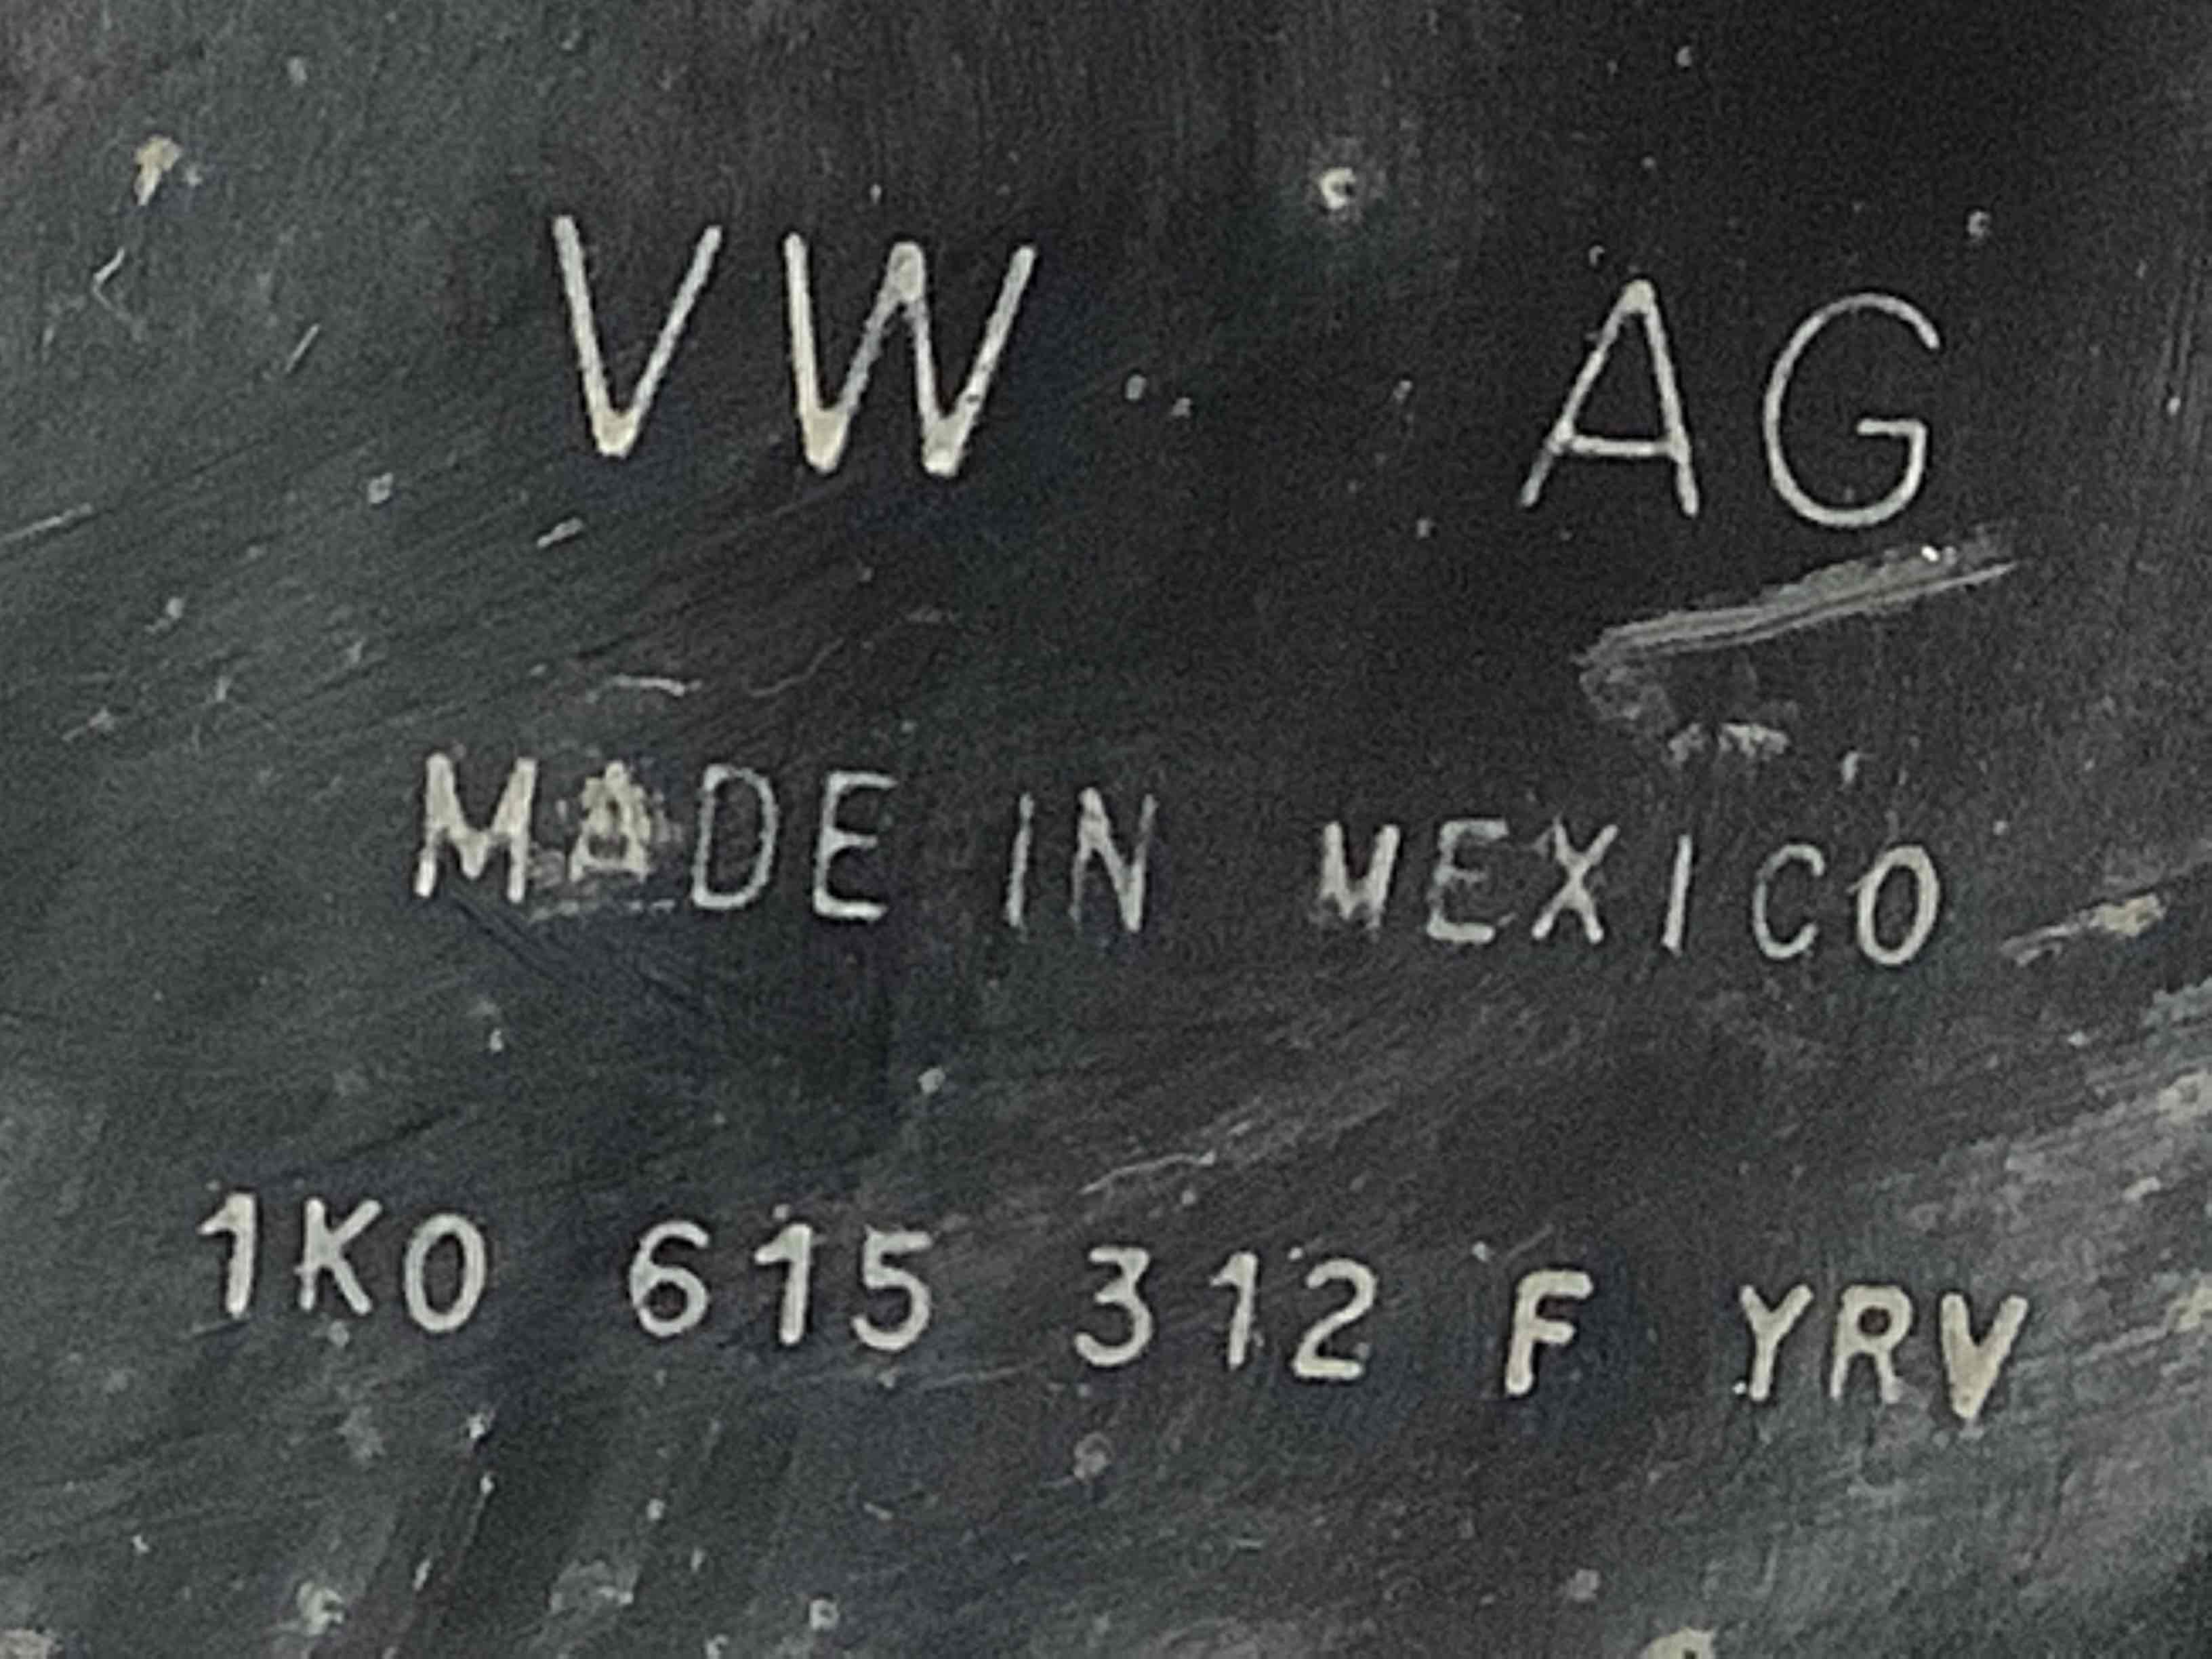 VW AG
MADE IN MEXICO
1K0 615 312 F YRV